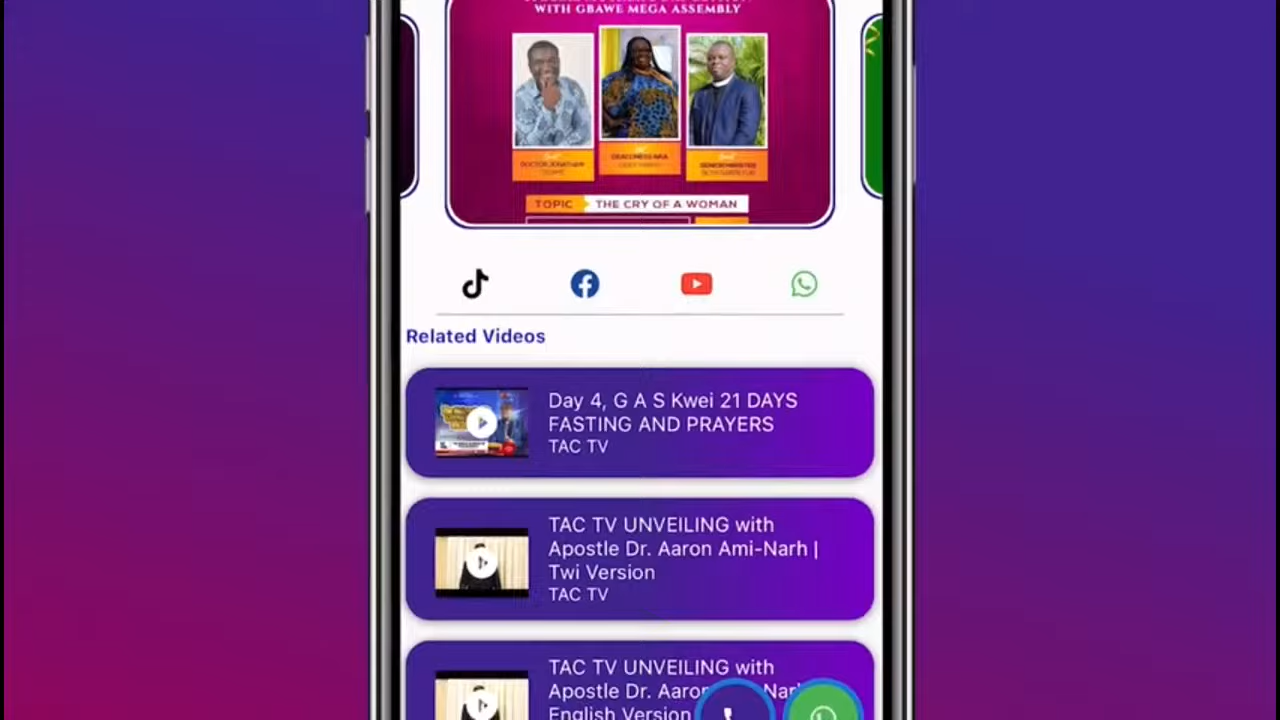 WITH GBAWE MEGA ASSEMBLY
TOPIC
THE CRY OF A WOMAN
Related Videos
Day 4, G A S Kwei 21 DAYS
FASTING AND PRAYERS
TAC TV
TAC TV UNVEILING with
Apostle Dr. Aaron Ami-Narh |
Twi Version
TAC TV
TAC TV UNVEILING with
Apostle Dr.
English Version